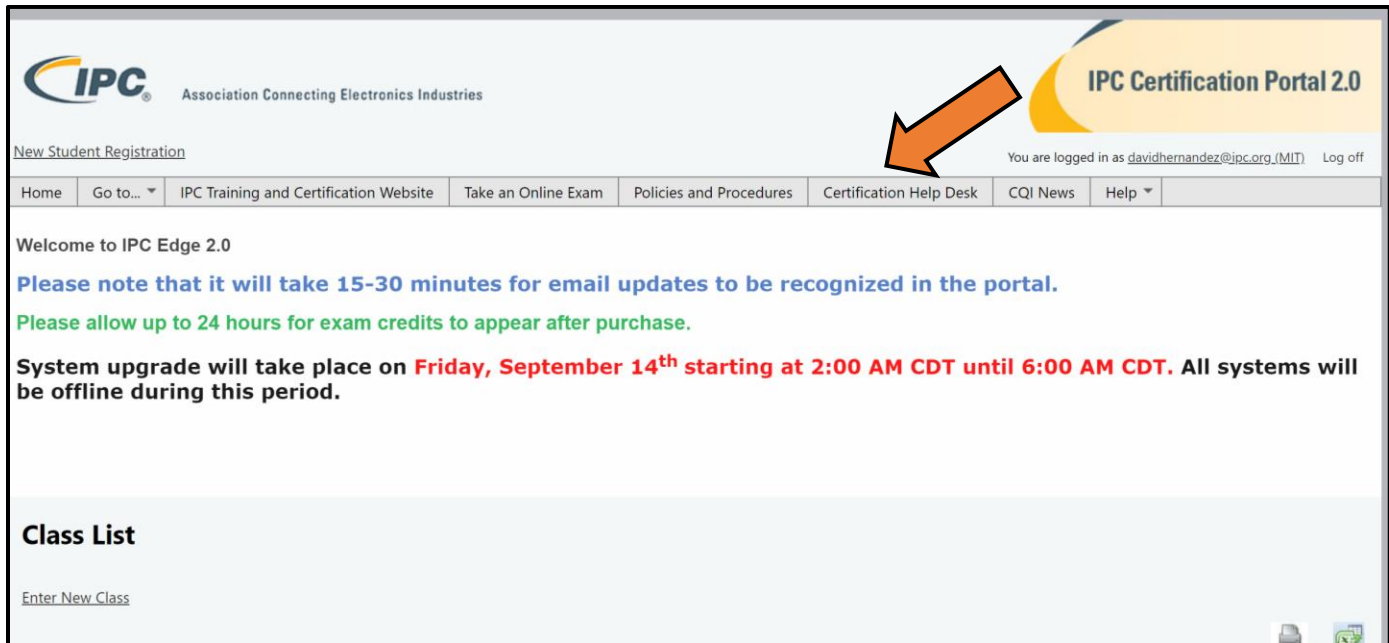 IPC®
Association Connecting Electronics Industries
IPC Certification Portal 2.0
New Student Registration
You are logged in as davidhernandez@ipc.org (MIT) Log off
Home Go to... IPC Training and Certification Website Take an Online Exam Policies and Procedures Certification Help Desk CQI News Help
Welcome to IPC Edge 2.0
Please note that it will take 15-30 minutes for email updates to be recognized in the portal.
Please allow up to 24 hours for exam credits to appear after purchase.
System upgrade will take place on Friday, September 14th starting at 2:00 AM CDT until 6:00 AM CDT. All systems will
be offline during this period.
Class List
Enter New Class